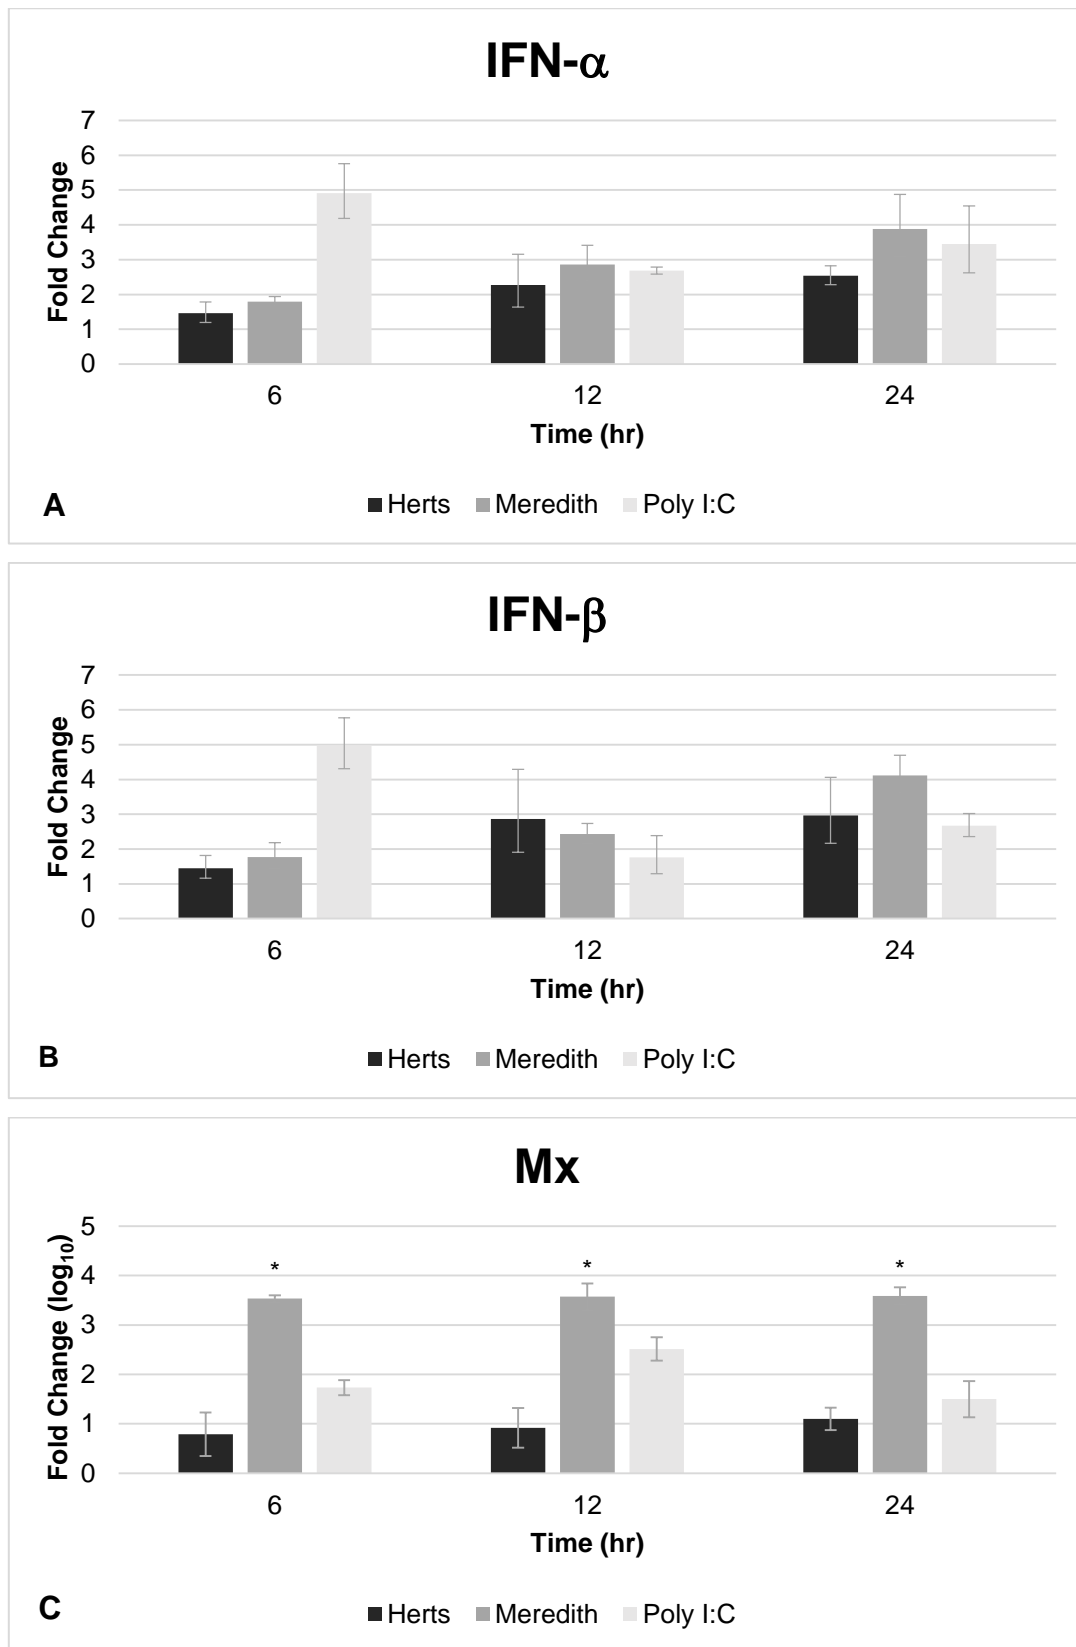 IFN-α
7
6
5
4
3
2
1
0
Fold Change
6 12 24
Time (hr)
A
Herts Meredith Poly I:C
IFN-β
7
6
5
4
3
2
1
0
Fold Change
6 12 24
Time (hr)
B
Herts Meredith Poly I:C
Mx
5
4
3
2
1
0
Fold Change (log₁₀)
* * *
6 12 24
Time (hr)
C
Herts Meredith Poly I:C